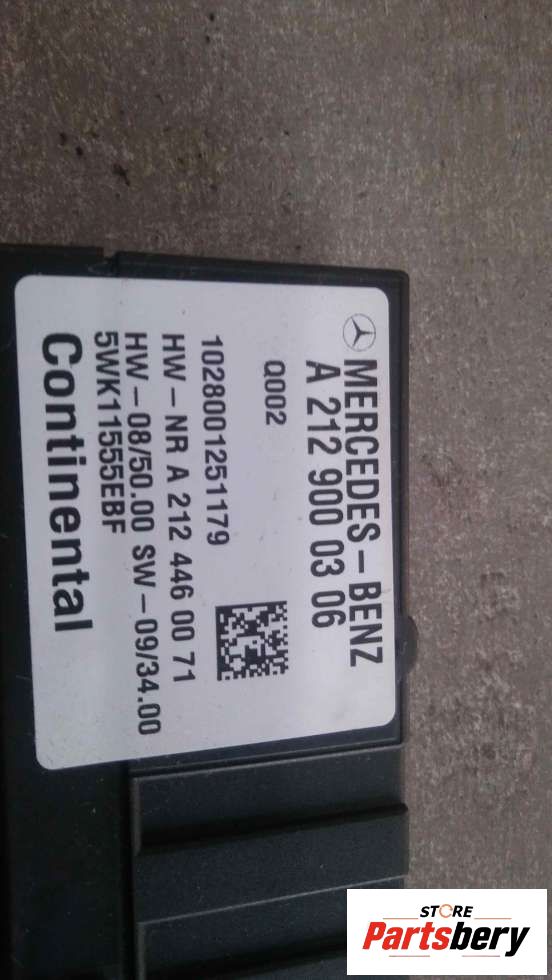 MERCEDES-BENZ
A 212 900 03 06
Q002
1028001251179
HW-NR A 212 446 00 71
HW-08/50.00 SW-09/34.00
5WK11555EBF
Continental
STORE
Partsbery